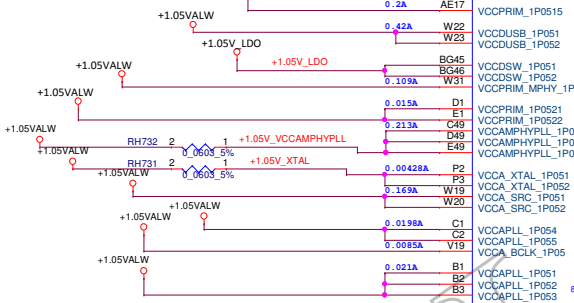 0.2A AE17 VCCPRIM_1P0515
+1.05VALW 0.42A W22 VCCDUSB_1P051
W23 VCCDUSB_1P052
+1.05V_LDO
+1.05V_LDO BG45 VCCDSW_1P051
BG46 VCCDSW_1P052
+1.05VALW 0.109A W31 VCCPRIM_MPHY_1P
+1.05VALW 0.015A D1 VCCPRIM_1P0521
E1 VCCPRIM_1P0522
+1.05VALW 0.213A C49 VCCAMPHYPLL_1P0
RH732 2 1 +1.05V_VCCAMPHYPLL D49 VCCAMPHYPLL_1P0
0_0603_5% E49 VCCAMPHYPLL_1P0
+1.05VALW RH731 2 1 +1.05V_XTAL
0_0603_5% 0.00428A P2 VCCA_XTAL_1P051
P3 VCCA_XTAL_1P052
+1.05VALW 0.169A W19 VCCA_SRC_1P051
W20 VCCA_SRC_1P052
+1.05VALW
+1.05VALW 0.0198A C1 VCCAPLL_1P054
C2 VCCAPLL_1P055
0.0085A V19 VCCA_BCLK_1P05
+1.05VALW 0.021A B1 VCCAPLL_1P051
B2 VCCAPLL_1P052
B3 VCCAPLL_1P053